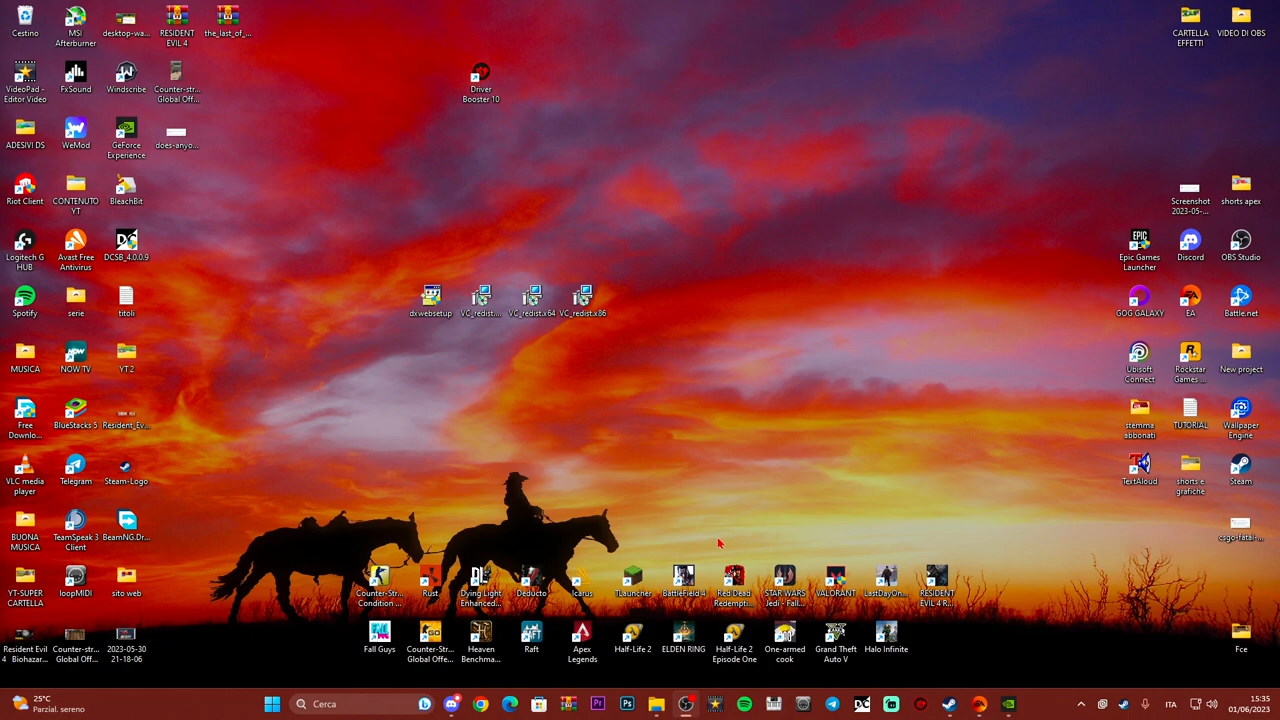 Cestino
MSI
Afterburner
desktop-wa...
RESIDENT
EVIL 4
the_last_of_...
CARTELLA
EFFETTI
VIDEO DI OBS
VideoPad -
Editor Video
FxSound
Windscribe
Counter-str...
Global Off...
Driver
Booster 10
ADESIVI DS
WeMod
GeForce
Experience
does-anyo...
Riot Client
CONTENUTO
YT
BleachBit
Screenshot
2023-05-...
shorts apex
Logitech G
HUB
Avast Free
Antivirus
DCSB_4.0.0.9
Epic Games
Launcher
Discord
OBS Studio
Spotify
serie
titoli
dxwebsetup
VC_redist....
VC_redist.x64
VC_redist.x86
GOG GALAXY
EA
Battle.net
MUSICA
NOW TV
YT 2
Ubisoft
Connect
Rockstar
Games ...
New project
Free
Downlo...
BlueStacks 5
Resident_Ev...
stemma
abbonati
TUTORIAL
Wallpaper
Engine
VLC media
player
Telegram
Steam-Logo
TextAloud
shorts e
grafiche
Steam
BUONA
MUSICA
TeamSpeak 3
Client
BeamNG.Dr...
csgo-fatal-...
YT-SUPER
CARTELLA
loopMIDI
sito web
Counter-Str...
Condition ...
Rust
Dying Light
Enhanced...
Deducto
Icarus
TLauncher
BattleField 4
Red Dead
Redempti...
STAR WARS
Jedi - Fall...
VALORANT
LastDayOn...
RESIDENT
EVIL 4 R...
Resident Evil
4 Biohazar...
Counter-str...
Global Off...
2023-05-30
21-18-06
Fall Guys
Counter-Str...
Global Offe...
Heaven
Benchma...
Raft
Apex
Legends
Half-Life 2
ELDEN RING
Half-Life 2
Episode One
One-armed
cook
Grand Theft
Auto V
Halo Infinite
Fce
25°C
Parzial. sereno
Cerca
ITA
15:35
01/06/2023